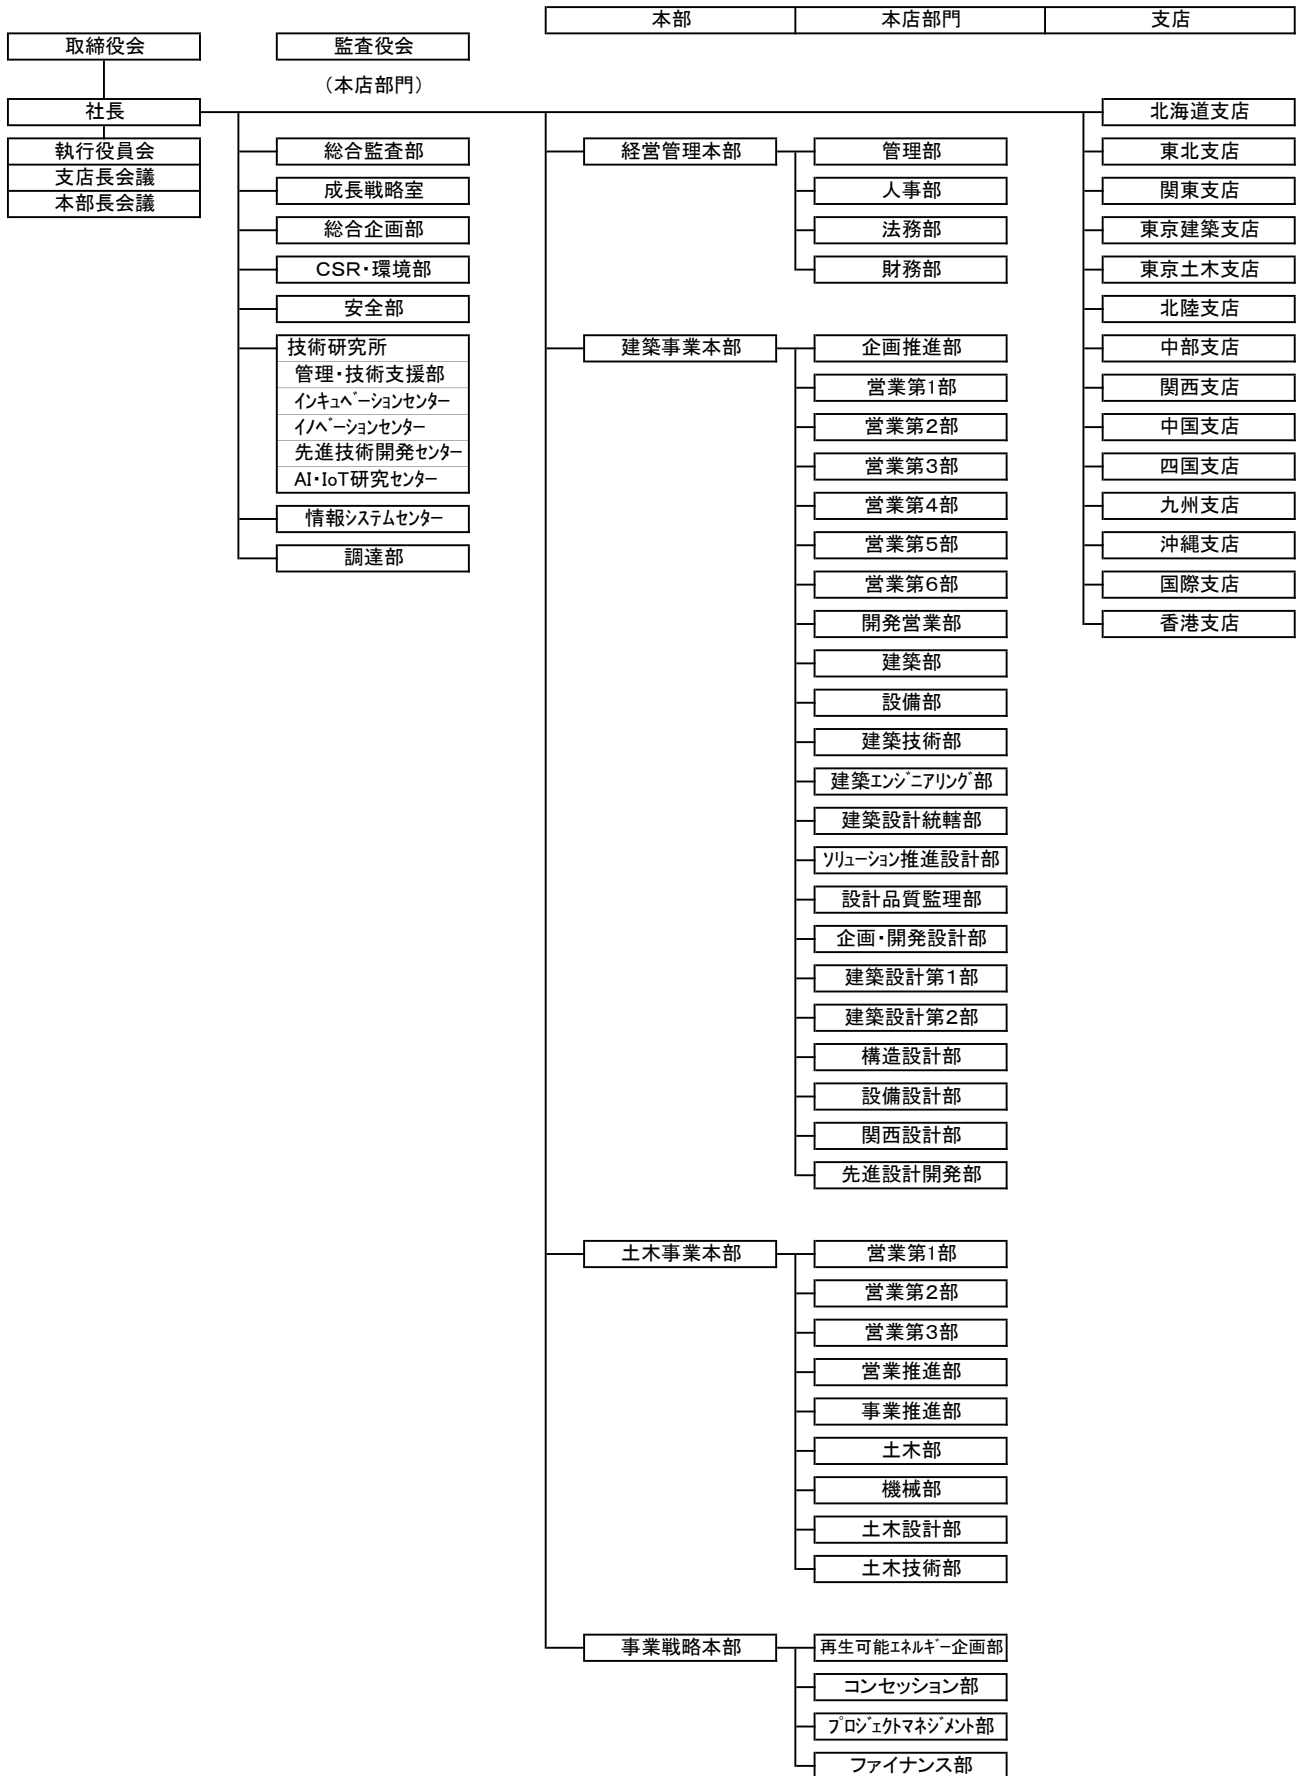 本部 本店部門 支店
取締役会 監査役会
（本店部門）
社長 北海道支店
執行役員会 総合監査部 経営管理本部 管理部 東北支店
支店長会議
成長戦略室 人事部 関東支店
本部長会議
総合企画部 法務部 東京建築支店
CSR・環境部 財務部 東京土木支店
安全部 北陸支店
技術研究所 建築事業本部 企画推進部 中部支店
管理・技術支援部
営業第1部 関西支店
ｲﾝｷｭﾍﾞｰｼｮﾝｾﾝﾀｰ
ｲﾉﾍﾞｰｼｮﾝｾﾝﾀｰ 営業第2部 中国支店
先進技術開発ｾﾝﾀｰ
営業第3部 四国支店
AI・IoT研究ｾﾝﾀｰ
営業第4部 九州支店
情報ｼｽﾃﾑｾﾝﾀｰ
調達部 営業第5部 沖縄支店
営業第6部 国際支店
開発営業部 香港支店
建築部
設備部
建築技術部
建築ｴﾝｼﾞﾆｱﾘﾝｸﾞ部
建築設計統轄部
ｿﾘｭｰｼｮﾝ推進設計部
設計品質監理部
企画・開発設計部
建築設計第1部
建築設計第2部
構造設計部
設備設計部
関西設計部
先進設計開発部
土木事業本部 営業第1部
営業第2部
営業第3部
営業推進部
事業推進部
土木部
機械部
土木設計部
土木技術部
事業戦略本部 再生可能ｴﾈﾙｷﾞｰ企画部
コンセッション部
ﾌﾟﾛｼﾞｪｸﾄﾏﾈｼﾞﾒﾝﾄ部
ファイナンス部